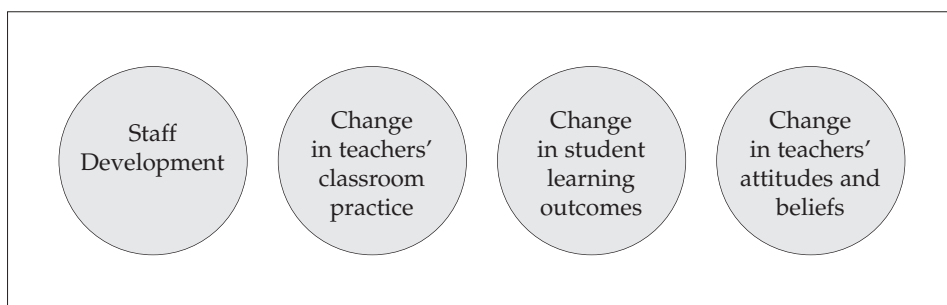 Staff
Development
Change
in teachers’
classroom
practice
Change
in student
learning
outcomes
Change
in teachers’
attitudes and
beliefs